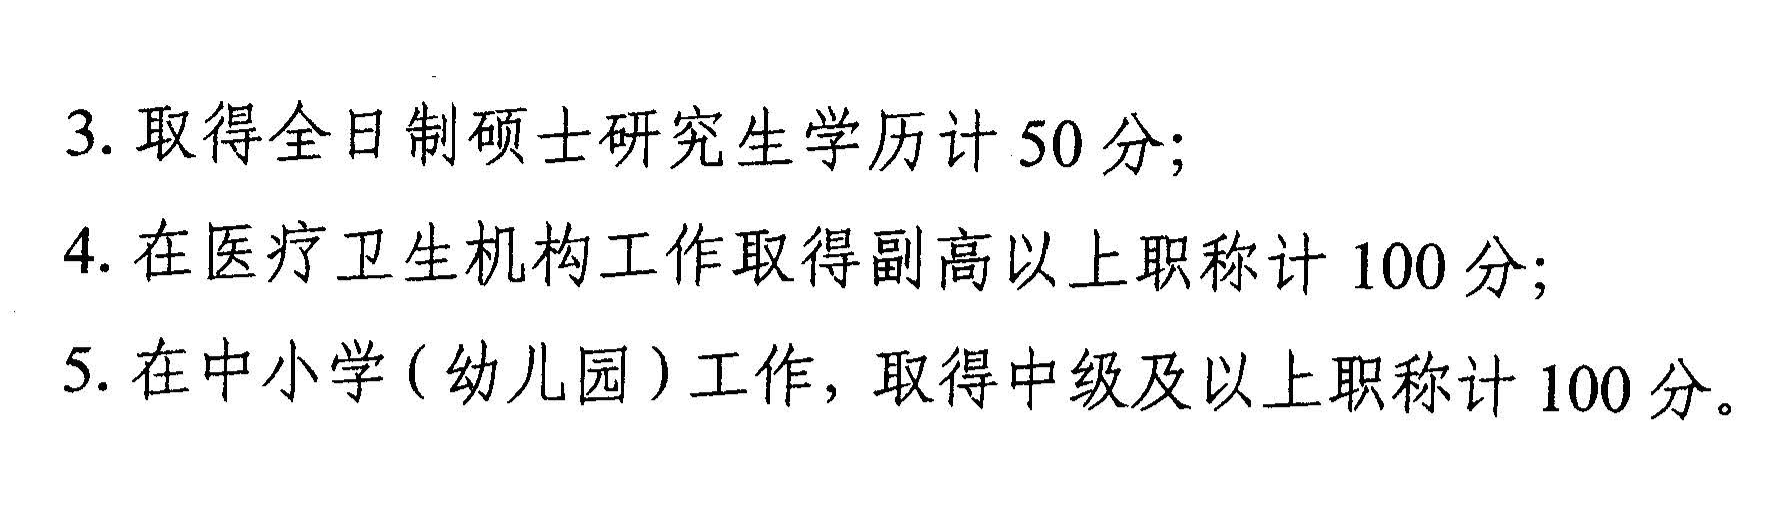 3. 取得全日制硕士研究生学历计 50 分;
4. 在医疗卫生机构工作取得副高以上职称计 100 分;
5. 在中小学(幼儿园)工作, 取得中级及以上职称计 100 分。